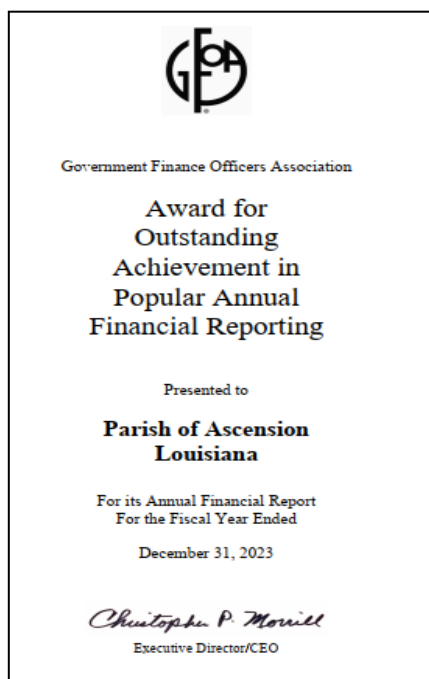 GFOA
Government Finance Officers Association
Award for
Outstanding
Achievement in
Popular Annual
Financial Reporting
Presented to
Parish of Ascension
Louisiana
For its Annual Financial Report
For the Fiscal Year Ended
December 31, 2023
Christopher P. Morrill
Executive Director/CEO